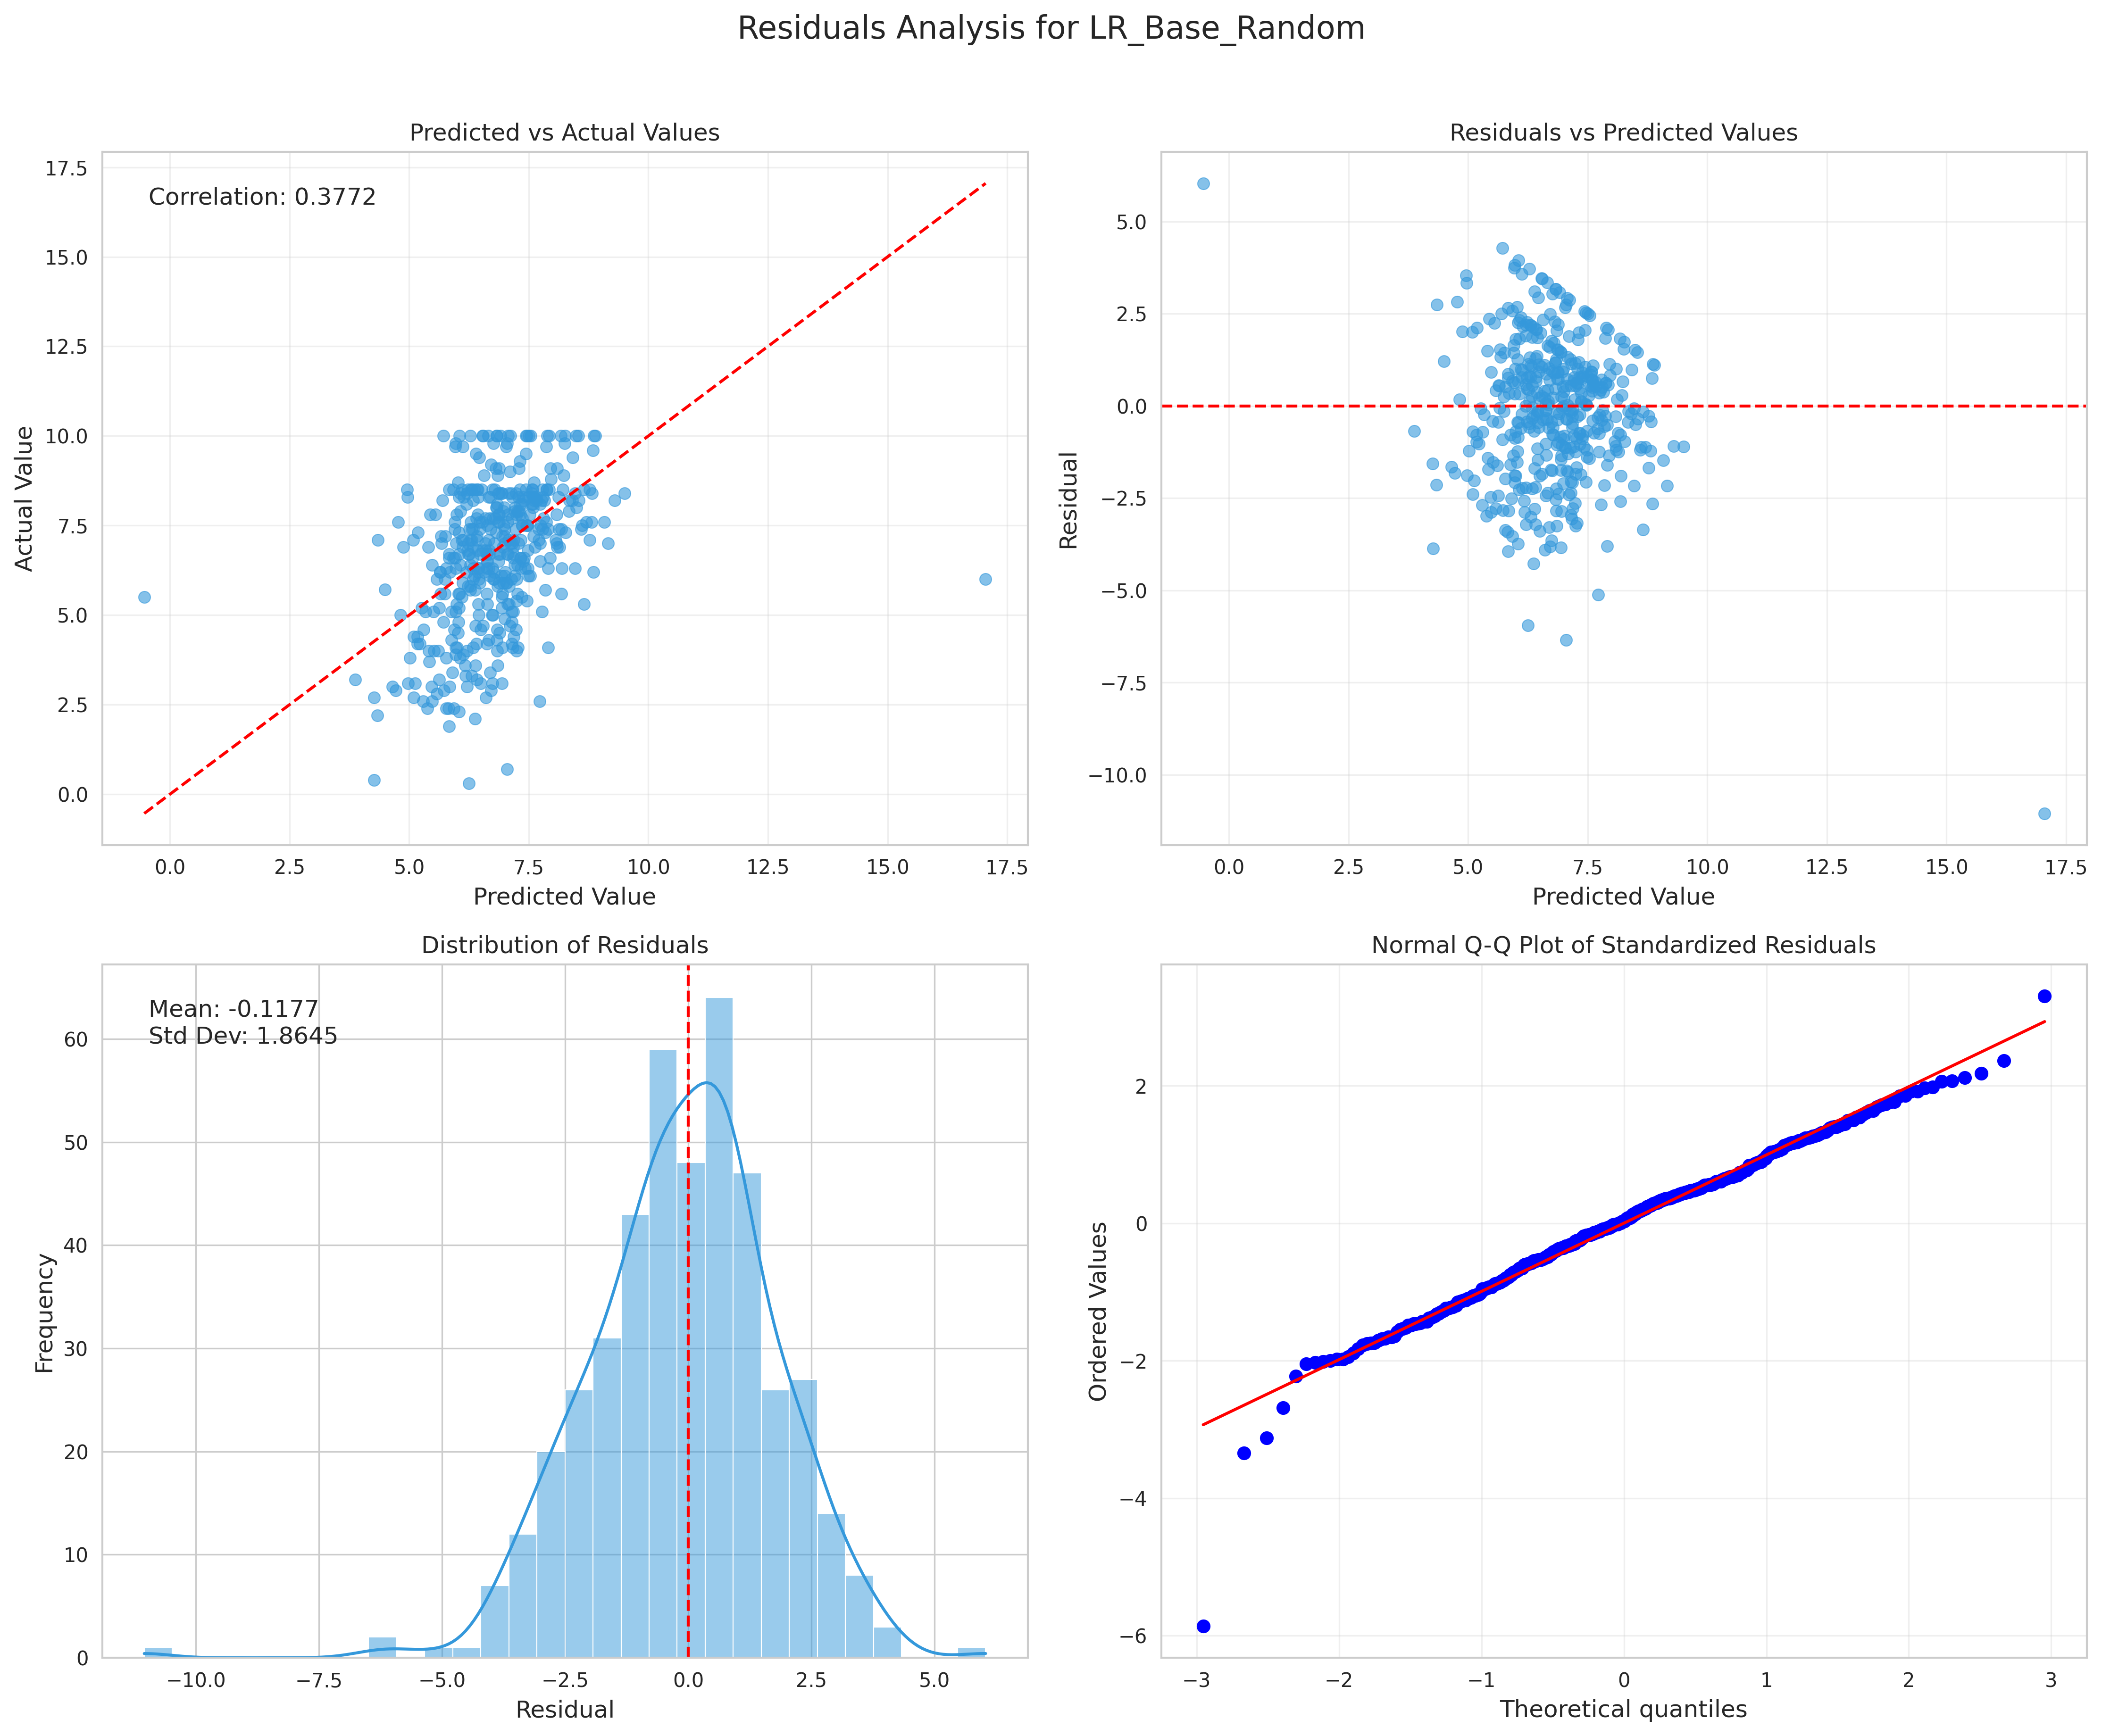 Residuals Analysis for LR_Base_Random
Predicted vs Actual Values
17.5
15.0
12.5
10.0
7.5
5.0
2.5
0.0
Actual Value
Correlation: 0.3772
0.0 2.5 5.0 7.5 10.0 12.5 15.0 17.5
Predicted Value
Residuals vs Predicted Values
5.0
2.5
0.0
−2.5
−5.0
−7.5
−10.0
Residual
0.0 2.5 5.0 7.5 10.0 12.5 15.0 17.5
Predicted Value
Distribution of Residuals
Mean: -0.1177
Std Dev: 1.8645
60
50
40
30
20
10
0
Frequency
−10.0 −7.5 −5.0 −2.5 0.0 2.5 5.0
Residual
Normal Q-Q Plot of Standardized Residuals
2
0
−2
−4
−6
Ordered Values
−3 −2 −1 0 1 2 3
Theoretical quantiles